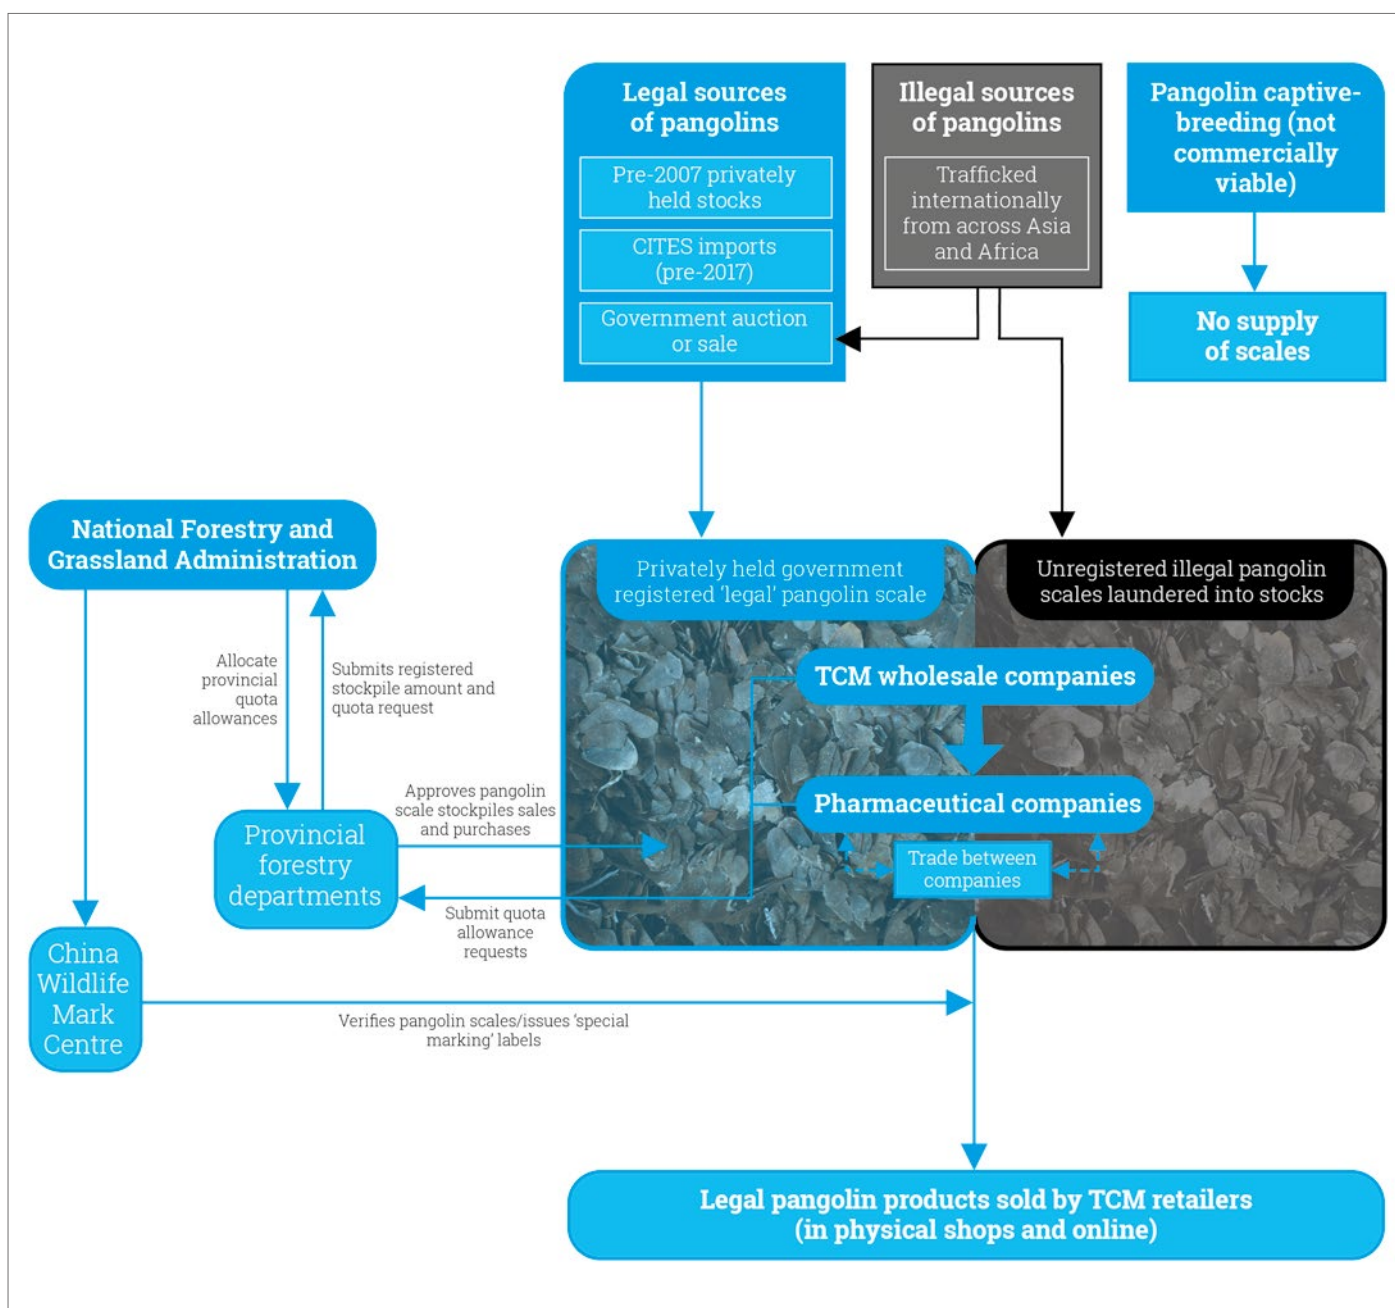 Legal sources
of pangolins
Pre-2007 privately
held stocks
CITES imports
(pre-2017)
Government auction
or sale
Illegal sources
of pangolins
Trafficked
internationally
from across Asia
and Africa
Pangolin captive-
breeding (not
commercially
viable)
No supply
of scales
National Forestry and
Grassland Administration
Allocate
provincial
quota
allowances
Submits registered
stockpile amount and
quota request
Provincial
forestry
departments
Approves pangolin
scale stockpiles sales
and purchases
Submit quota
allowance
requests
China
Wildlife
Mark
Centre
Verifies pangolin scales/issues ‘special
marking’ labels
Privately held government
registered ‘legal’ pangolin scale
Unregistered illegal pangolin
scales laundered into stocks
TCM wholesale companies
Pharmaceutical companies
Trade between
companies
Legal pangolin products sold by TCM retailers
(in physical shops and online)